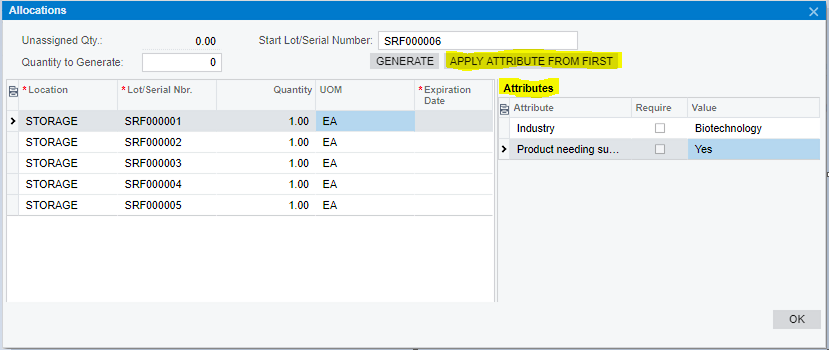 Allocations
Unassigned Qty.: 0.00 Start Lot/Serial Number: SRF000006
Quantity to Generate: 0 GENERATE APPLY ATTRIBUTE FROM FIRST
* Location * Lot/Serial Nbr. Quantity UOM * Expiration Date
STORAGE SRF000001 1.00 EA
STORAGE SRF000002 1.00 EA
STORAGE SRF000003 1.00 EA
STORAGE SRF000004 1.00 EA
STORAGE SRF000005 1.00 EA
Attributes
Attribute Require Value
Industry Biotechnology
Product needing su... Yes
OK